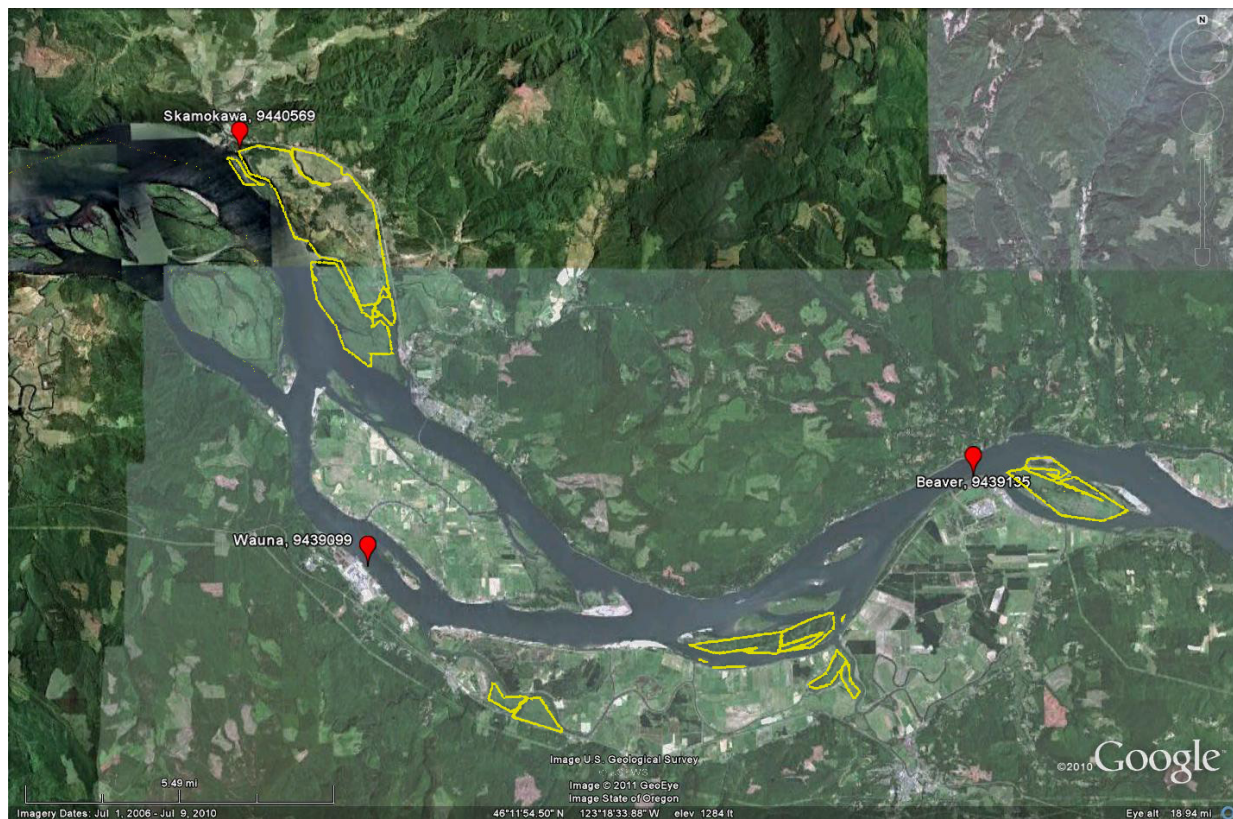 N
Skamokawa, 9440569
Beaver, 9439135
Wauna, 9439099
Image U.S. Geological Survey
Image © 2011 GeoEye
Image State of Oregon
©2010 Google
5.49 mi
Imagery Dates: Jul 1, 2006 - Jul 9, 2010
46°11'54.50" N 123°18'33.88" W elev 1284 ft
Eye alt 18.94 mi